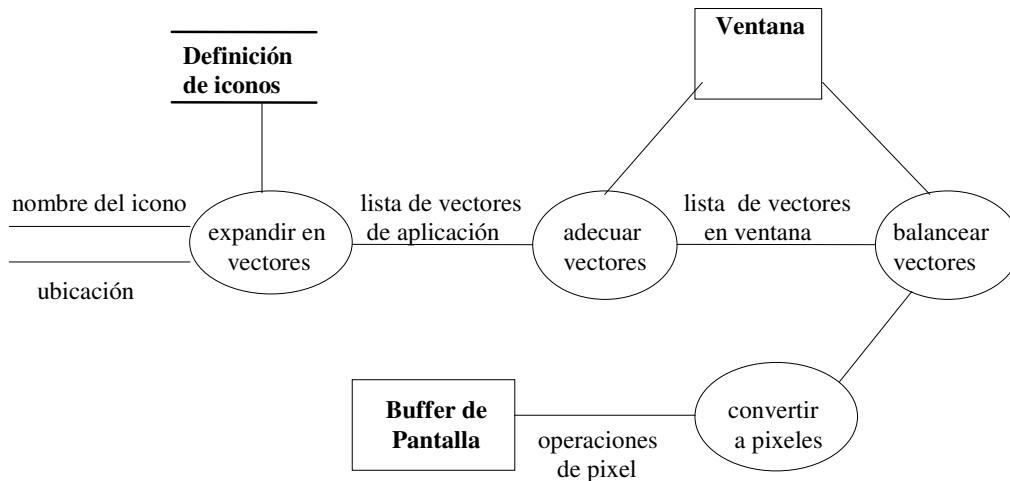 Definición
de iconos
Ventana
nombre del icono
ubicación
expandir en
vectores
lista de vectores
de aplicación
adecuar
vectores
lista de vectores
en ventana
balancear
vectores
Buffer de
Pantalla
operaciones
de pixel
convertir
a pixeles